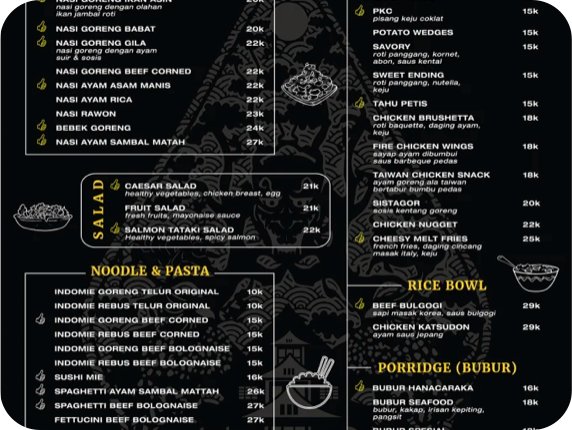 NASI GORENG IKAN ASIN 20k
nasi goreng dengan olahan
ikan jambal roti
NASI GORENG BABAT 20k
NASI GORENG GILA 22k
nasi goreng dengan ayam
suir & sosis
NASI GORENG BEEF CORNED 22k
NASI AYAM ASAM MANIS 22k
NASI AYAM RICA 22k
NASI RAWON 23k
BEBEK GORENG 24k
NASI AYAM SAMBAL MATAH 27k
SALAD
CAESAR SALAD 21k
healthy vegetables, chicken breast, egg
FRUIT SALAD 21k
fresh fruits, mayonaise sauce
SALMON TATAKI SALAD 22k
Healthy vegetables, spicy salmon
NOODLE & PASTA
INDOMIE GORENG TELUR ORIGINAL 10k
INDOMIE REBUS TELUR ORIGINAL 10k
INDOMIE GORENG BEEF CORNED 15k
INDOMIE REBUS BEEF CORNED 15k
INDOMIE GORENG BEEF BOLOGNAISE 15k
INDOMIE REBUS BEEF BOLOGNAISE 15k
SUSHI MIE 16k
SPAGHETTI AYAM SAMBAL MATTAH 26k
SPAGHETTI BEEF BOLOGNAISE 27k
FETTUCINI BEEF BOLOGNAISE 27k
PKC 15k
pisang keju coklat
POTATO WEDGES 15k
SAVORY 15k
roti panggang, kornet,
abon, saus kental
SWEET ENDING 15k
roti panggang, nutella,
keju
TAHU PETIS 15k
CHICKEN BRUSHETTA 18k
roti baquette, daging ayam,
keju
FIRE CHICKEN WINGS 18k
sayap ayam dibumbui
saus barbeque pedas
TAIWAN CHICKEN SNACK 18k
ayam goreng ala taiwan
bertabur bumbu pedas
SISTAGOR 20k
sosis kentang goreng
CHICKEN NUGGET 22k
CHEESY MELT FRIES 25k
french fries, daging cincang
masak italy, keju
RICE BOWL
BEEF BULGOGI 29k
sapi masak korea, saus bulgogi
CHICKEN KATSUDON 29k
ayam saus jepang
PORRIDGE (BUBUR)
BUBUR HANACARAKA 16k
BUBUR SEAFOOD 18k
bubur, kakap, irisan kepiting,
pangsit